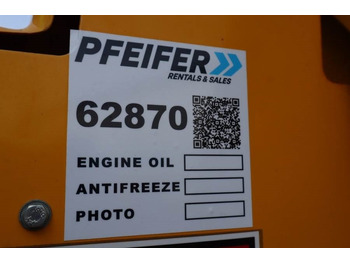 PFEIFER
RENTALS & SALES
62870
ENGINE OIL
ANTIFREEZE
PHOTO